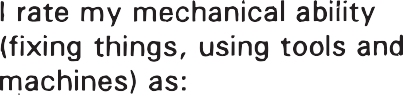 I rate my mechanical ability
(fixing things, using tools and
machines) as: